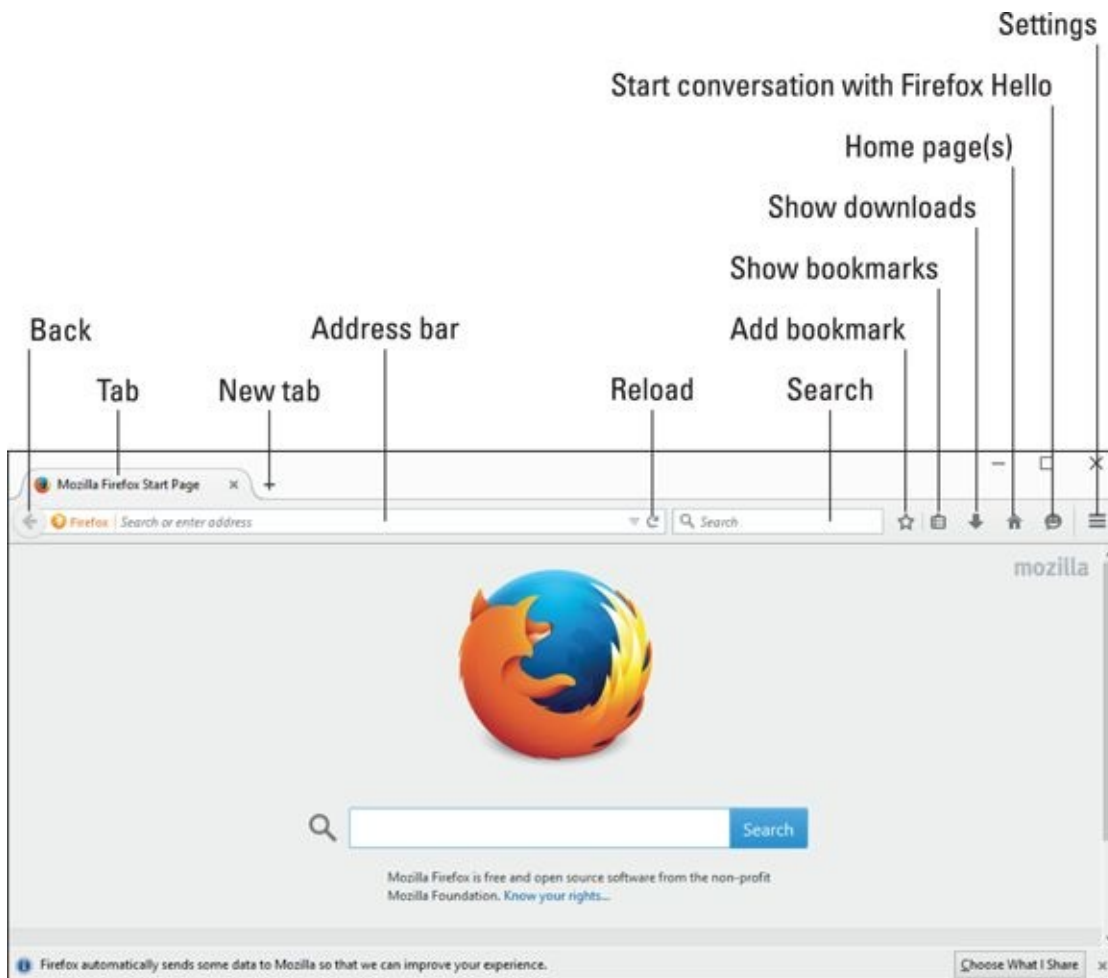 Settings
Start conversation with Firefox Hello
Home page(s)
Show downloads
Show bookmarks
Back
Address bar
Add bookmark
Tab
New tab
Reload
Search
Mozilla Firefox Start Page
Firefox
Search or enter address
Search
mozilla
Search
Mozilla Firefox is free and open source software from the non-profit
Mozilla Foundation. Know your rights...
Firefox automatically sends some data to Mozilla so that we can improve your experience.
Choose What I Share